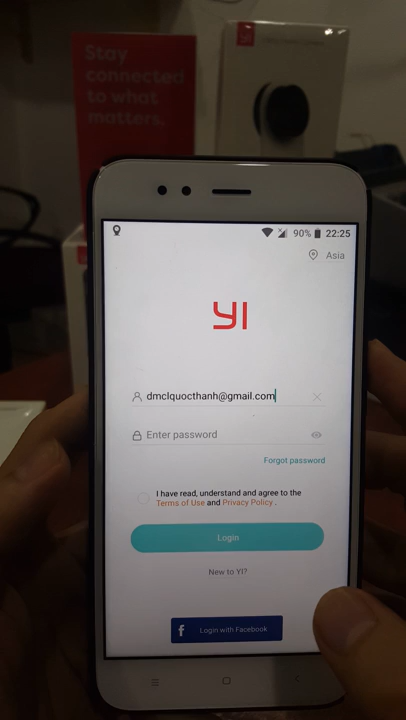 Stay
connected
to what
matters.
90% 22:25
Asia
YI
dmclquocthanh@gmail.com
Enter password
Forgot password
I have read, understand and agree to the
Terms of Use and Privacy Policy .
Login
New to YI?
f Login with Facebook